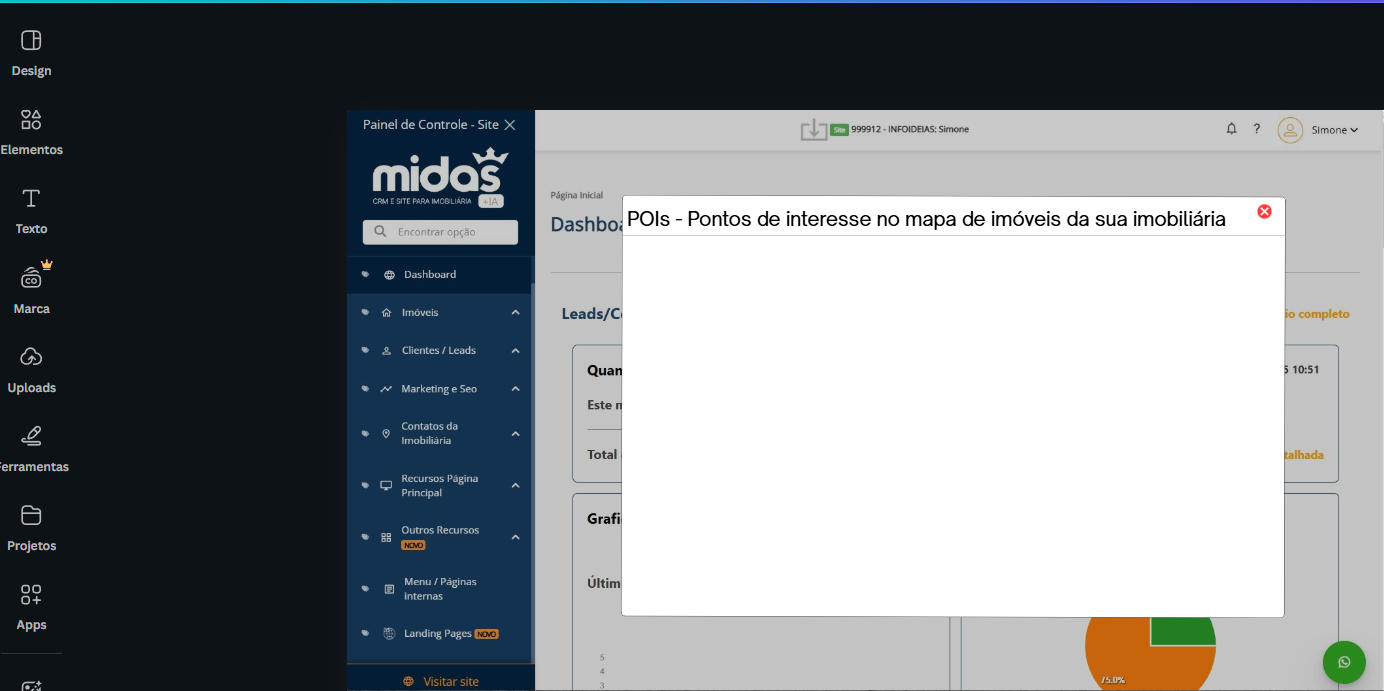 Design
Elementos
Texto
Marca
Uploads
Ferramentas
Projetos
Apps
Painel de Controle - Site
midas
CRM E SITE PARA IMOBILIÁRIA +IA
Encontrar opção
Dashboard
Imóveis
Clientes / Leads
Marketing e Seo
Contatos da
Imobiliária
Recursos Página
Principal
Outros Recursos
NOVO
Menu / Páginas
internas
Landing Pages NOVO
Visitar site
Site 999912 - INFOIDEIAS: Simone
? Simone
Página Inicial
Dashboa
POIs - Pontos de interesse no mapa de imóveis da sua imobiliária
Leads/C
io completo
Quan
5 10:51
Este n
Total
talhada
Grafi
Últim
5
4
3
75.0%